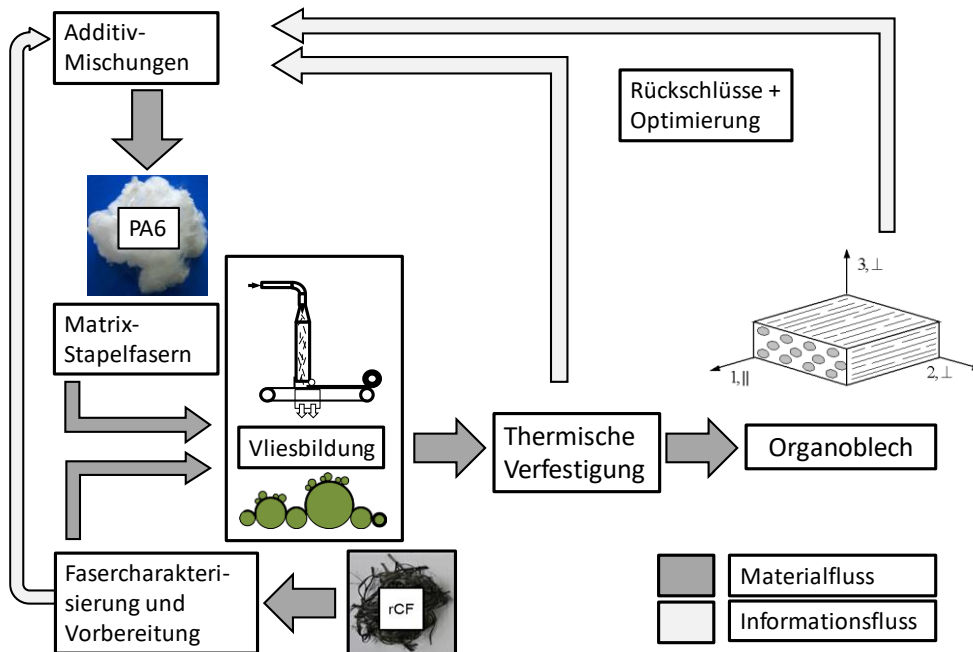 Additiv-
Mischungen
Rückschlüsse +
Optimierung
PA6
Matrix-
Stapelfasern
3,⊥
1,||
2,⊥
Vliesbildung
Thermische
Verfestigung
Organoblech
Fasercharakteri-
sierung und
Vorbereitung
rCF
Materialfluss
Informationsfluss